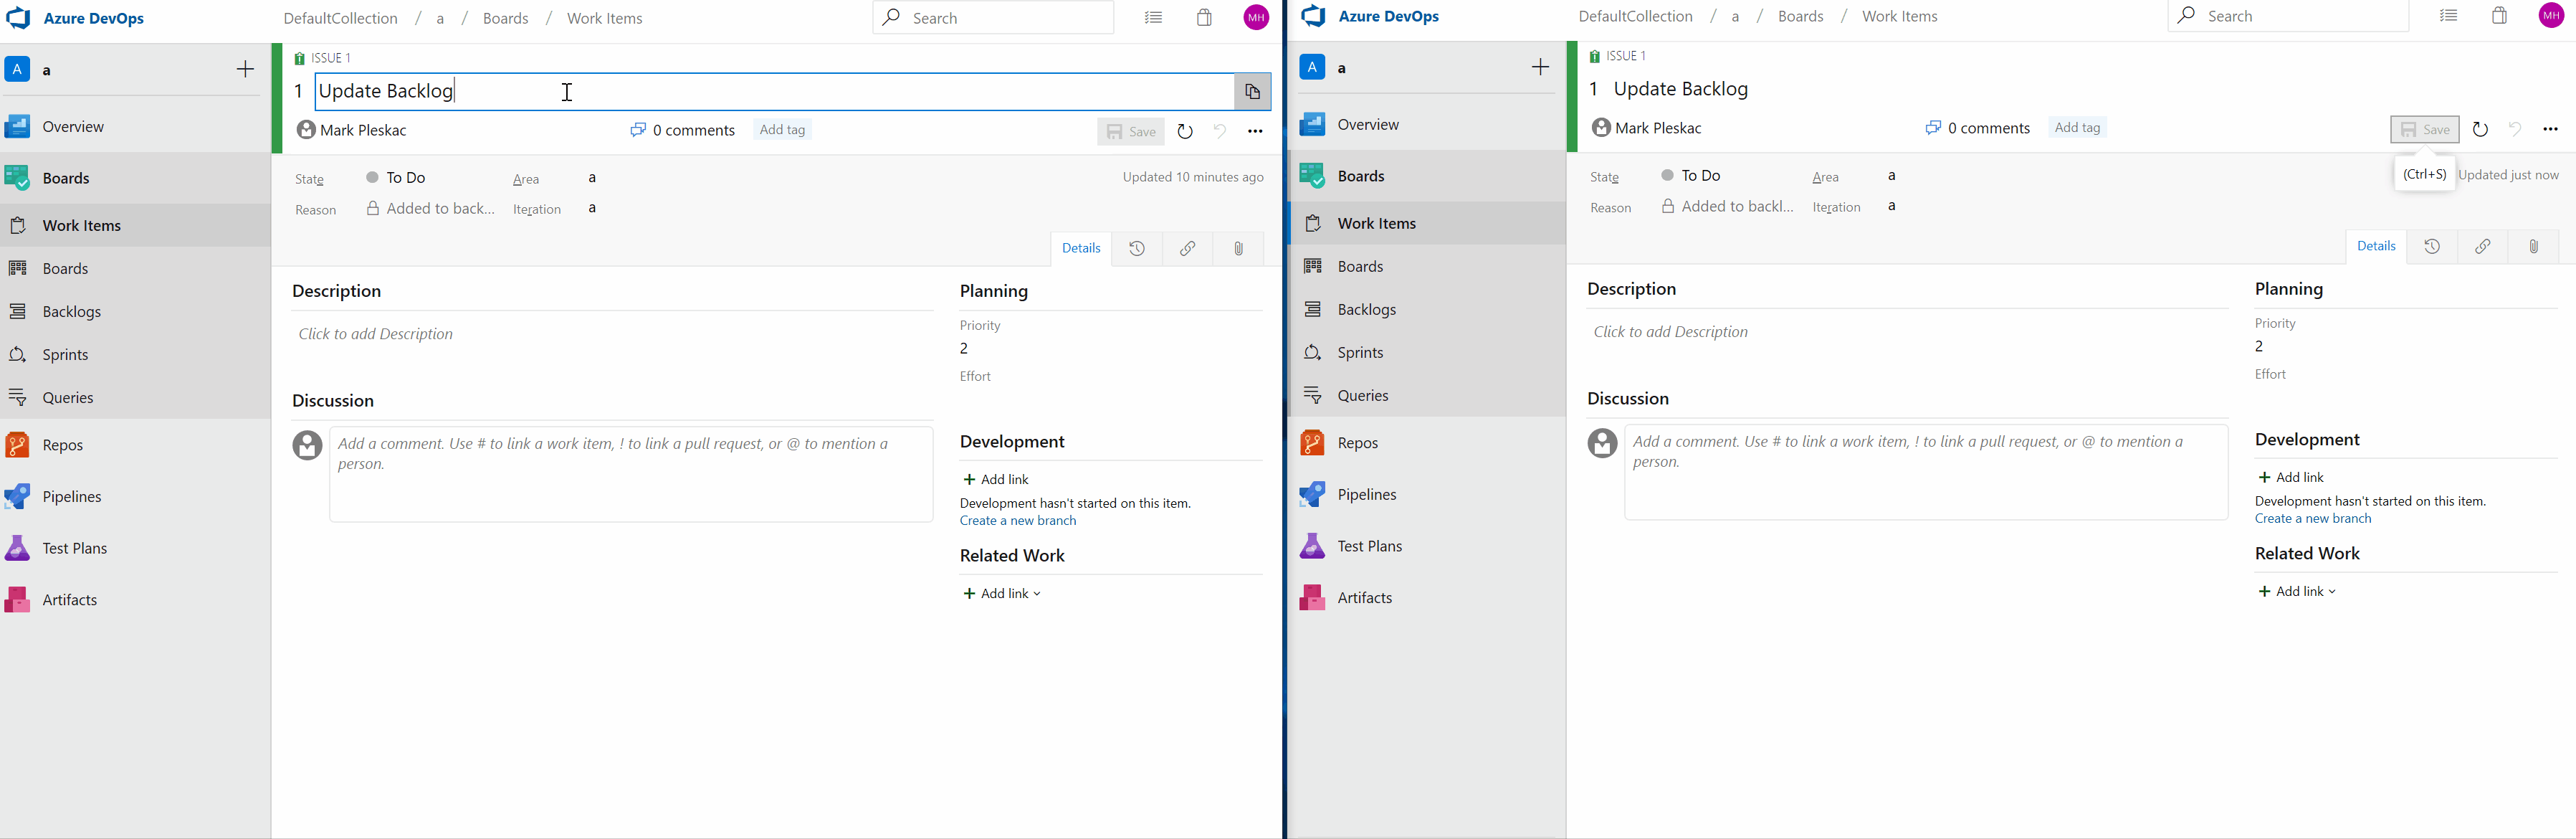 Azure DevOps
DefaultCollection / a / Boards / Work Items
Search
MH
A a
ISSUE 1
1 Update Backlog
Mark Pleskac
0 comments
Add tag
Save
State To Do Area a
Updated 10 minutes ago
Reason Added to back... Iteration a
Details
Overview
Boards
Work Items
Boards
Backlogs
Sprints
Queries
Repos
Pipelines
Test Plans
Artifacts
Description
Click to add Description
Discussion
Add a comment. Use # to link a work item, ! to link a pull request, or @ to mention a
person.
Planning
Priority
2
Effort
Development
Add link
Development hasn't started on this item.
Create a new branch
Related Work
Add link
Azure DevOps
DefaultCollection / a / Boards / Work Items
Search
MH
A a
ISSUE 1
1 Update Backlog
Mark Pleskac
0 comments
Add tag
Save
(Ctrl+S)
State To Do Area a
Updated just now
Reason Added to backl... Iteration a
Details
Overview
Boards
Work Items
Boards
Backlogs
Sprints
Queries
Repos
Pipelines
Test Plans
Artifacts
Description
Click to add Description
Discussion
Add a comment. Use # to link a work item, ! to link a pull request, or @ to mention a
person.
Planning
Priority
2
Effort
Development
Add link
Development hasn't started on this item.
Create a new branch
Related Work
Add link